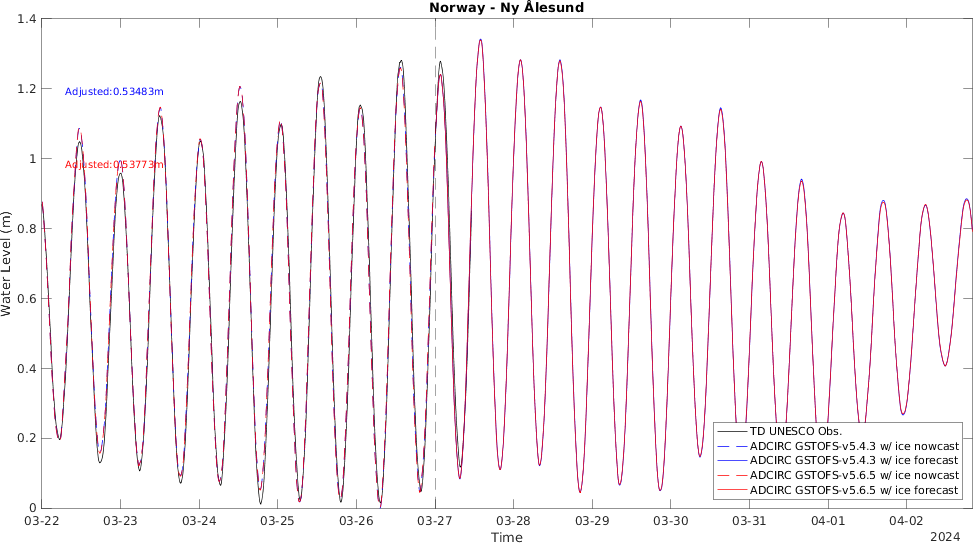 Norway - Ny Ålesund
1.4
1.2
1
0.8
0.6
0.4
0.2
0
Water Level (m)
Adjusted:0.53483m
Adjusted:0.53773m
TD UNESCO Obs.
ADCIRC GSTOFS-v5.4.3 w/ ice nowcast
ADCIRC GSTOFS-v5.4.3 w/ ice forecast
ADCIRC GSTOFS-v5.6.5 w/ ice nowcast
ADCIRC GSTOFS-v5.6.5 w/ ice forecast
03-22 03-23 03-24 03-25 03-26 03-27 03-28 03-29 03-30 03-31 04-01 04-02
Time
2024